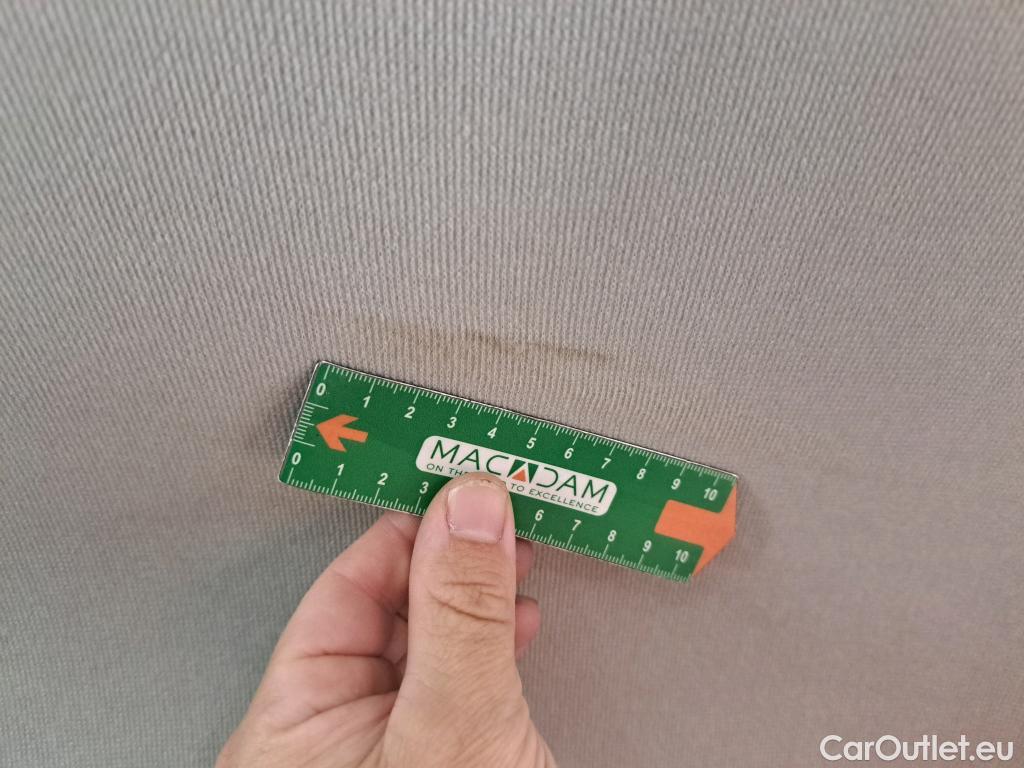 0 1 2 3 4 5 6 7 8 9 10
MACADAM
ON THE TO EXCELLENCE
0 1 2 3 6 7 8 9 10
CarOutlet.eu